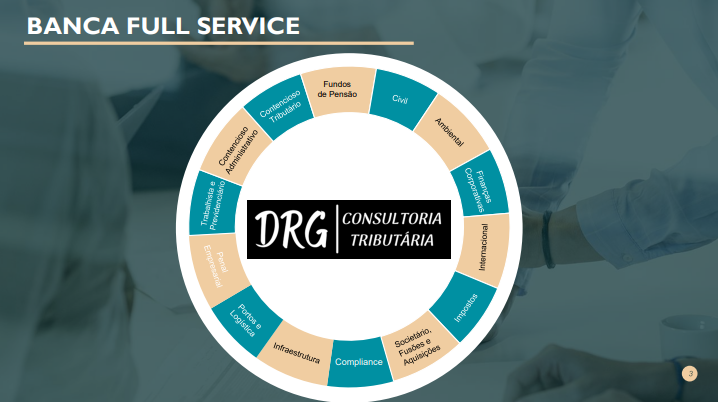 BANCA FULL SERVICE
Fundos
de Pensão
Civil
Ambiental
Finanças
Corporativas
Internacional
Impostos
Societário,
Fusões e
Aquisições
Compliance
Infraestrutura
Portos e
Logística
Penal
Empresarial
Trabalhista e
Previdenciário
Contencioso
Administrativo
Contencioso
Tributário
DRG
CONSULTORIA
TRIBUTÁRIA
3